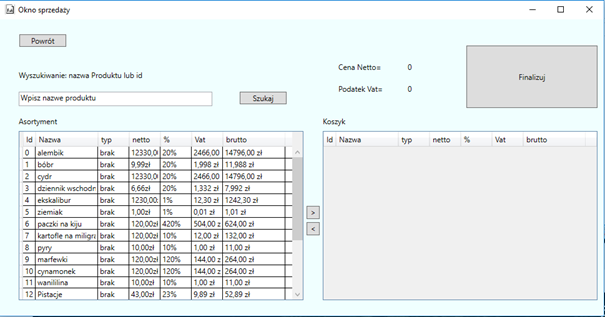 Okno sprzedaży
Powrót
Wyszukiwanie: nazwa Produktu lub id
Wpisz nazwe produktu
Szukaj
Cena Netto= 0
Podatek Vat= 0
Finalizuj
Asortyment
Id Nazwa typ netto % Vat brutto
0 alembik brak 12330,00 20% 2466,00 14796,00 zł
1 bóbr brak 9,99zł 20% 1,998 zł 11,988 zł
2 cydr brak 12330,00 20% 2466,00 14796,00 zł
3 dziennik wschodn brak 6,66zł 20% 1,332 zł 7,992 zł
4 ekskalibur brak 1230,00z 1% 12,30 zł 1242,30 zł
5 ziemiak brak 1,00zł 1% 0,01 zł 1,01 zł
6 paczki na kiju brak 120,00zł 420% 504,00 z 624,00 zł
7 kartofle na miligra brak 120,00zł 10% 12,00 zł 132,00 zł
8 pyry brak 10,00zł 10% 1,00 zł 11,00 zł
9 marfewki brak 120,00zł 120% 144,00 z 264,00 zł
10 cynamonek brak 120,00zł 120% 144,00 z 264,00 zł
11 wanililina brak 10,00zł 10% 1,00 zł 11,00 zł
12 Pistacje brak 43,00zł 23% 9,89 zł 52,89 zł
>
<
Koszyk
Id Nazwa typ netto % Vat brutto